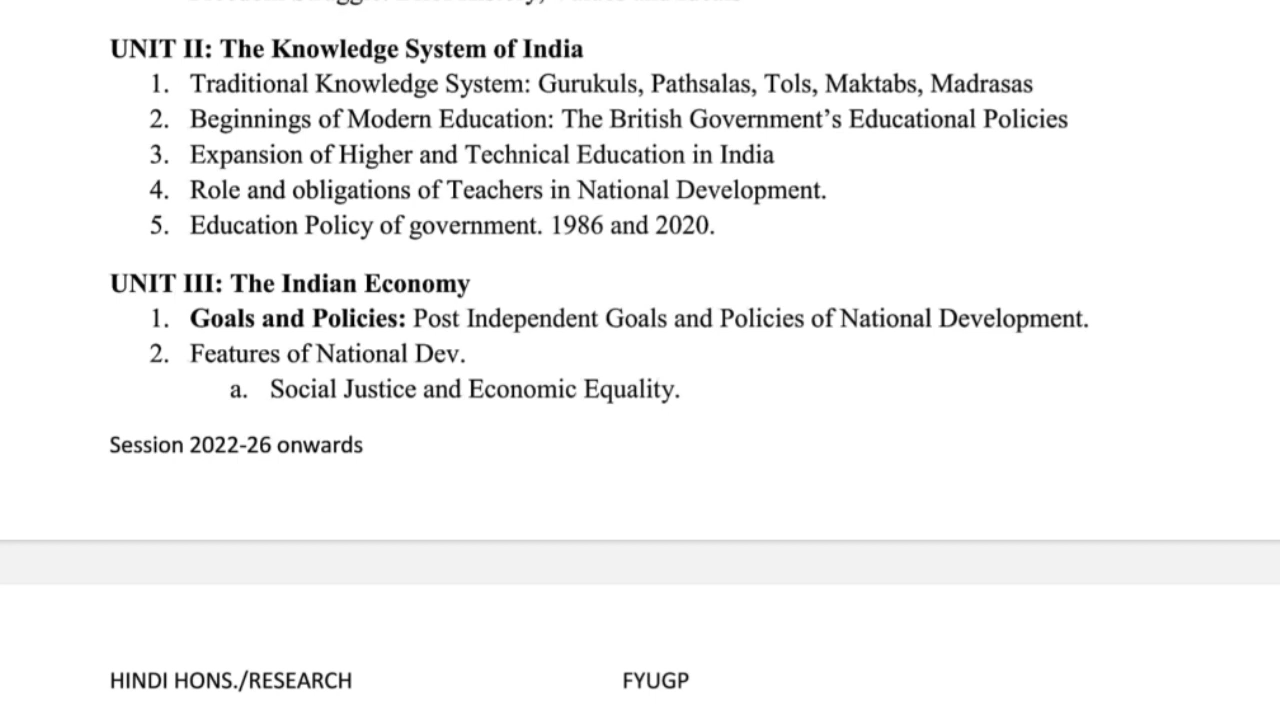 UNIT II: The Knowledge System of India
1. Traditional Knowledge System: Gurukuls, Pathsalas, Tols, Maktabs, Madrasas
2. Beginnings of Modern Education: The British Government’s Educational Policies
3. Expansion of Higher and Technical Education in India
4. Role and obligations of Teachers in National Development.
5. Education Policy of government. 1986 and 2020.
UNIT III: The Indian Economy
1. Goals and Policies: Post Independent Goals and Policies of National Development.
2. Features of National Dev.
a. Social Justice and Economic Equality.
Session 2022-26 onwards
HINDI HONS./RESEARCH FYUGP